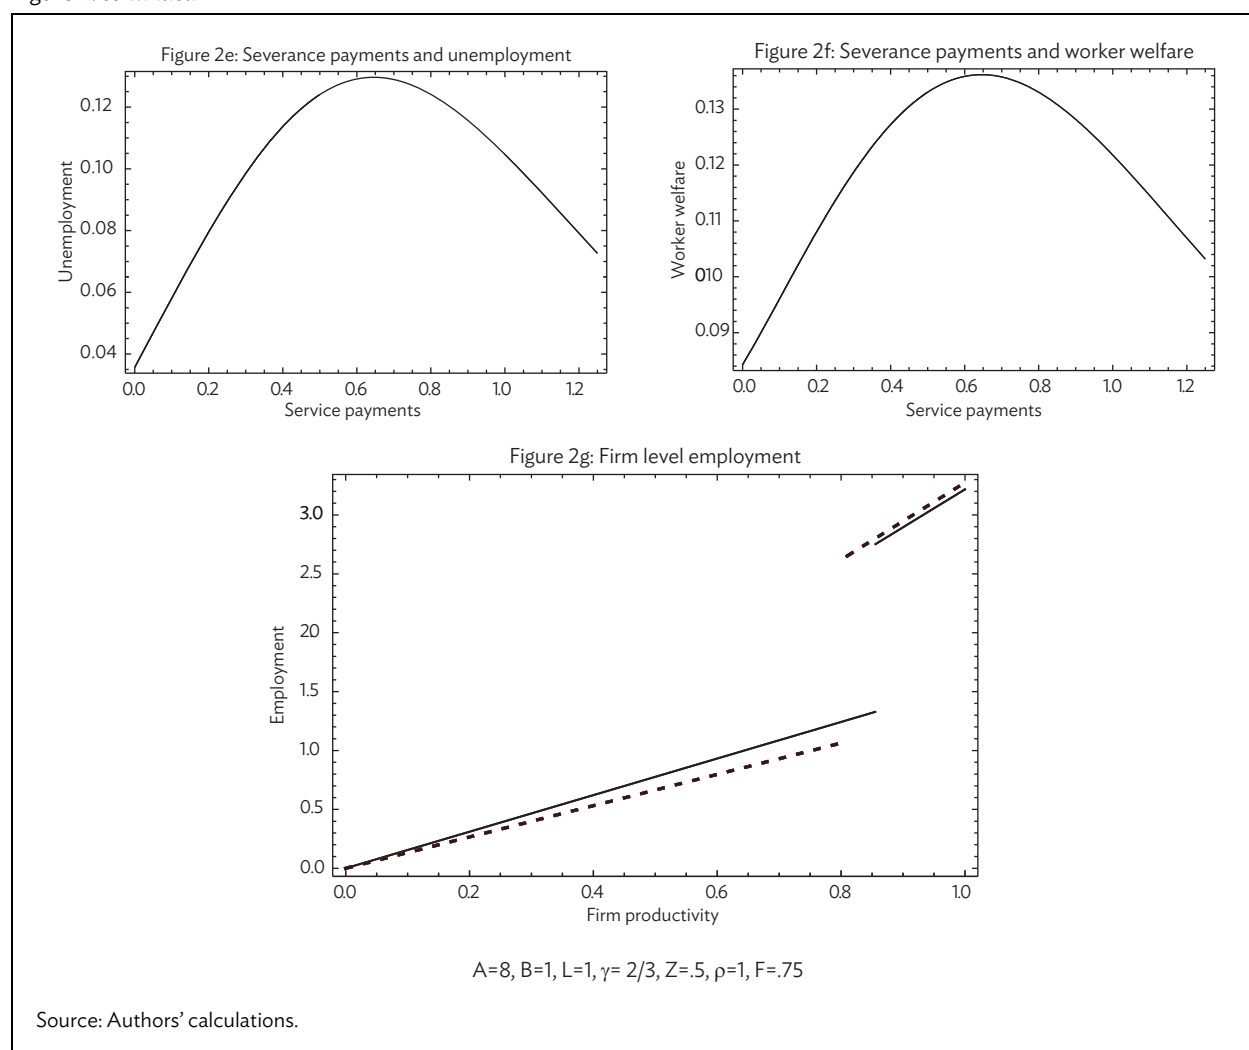 Figure 2e: Severance payments and unemployment
0.12
0.10
0.08
0.06
0.04
Unemployment
0.0 0.2 0.4 0.6 0.8 1.0 1.2
Service payments
Figure 2f: Severance payments and worker welfare
0.13
0.12
0.11
010
0.09
Worker welfare
0.0 0.2 0.4 0.6 0.8 1.0 1.2
Service payments
Figure 2g: Firm level employment
3.0
2.5
20
1.5
1.0
0.5
0.0
Employment
0.0 0.2 0.4 0.6 0.8 1.0
Firm productivity
A=8, B=1, L=1, γ= 2/3, Z=.5, ρ=1, F=.75
Source: Authors’ calculations.